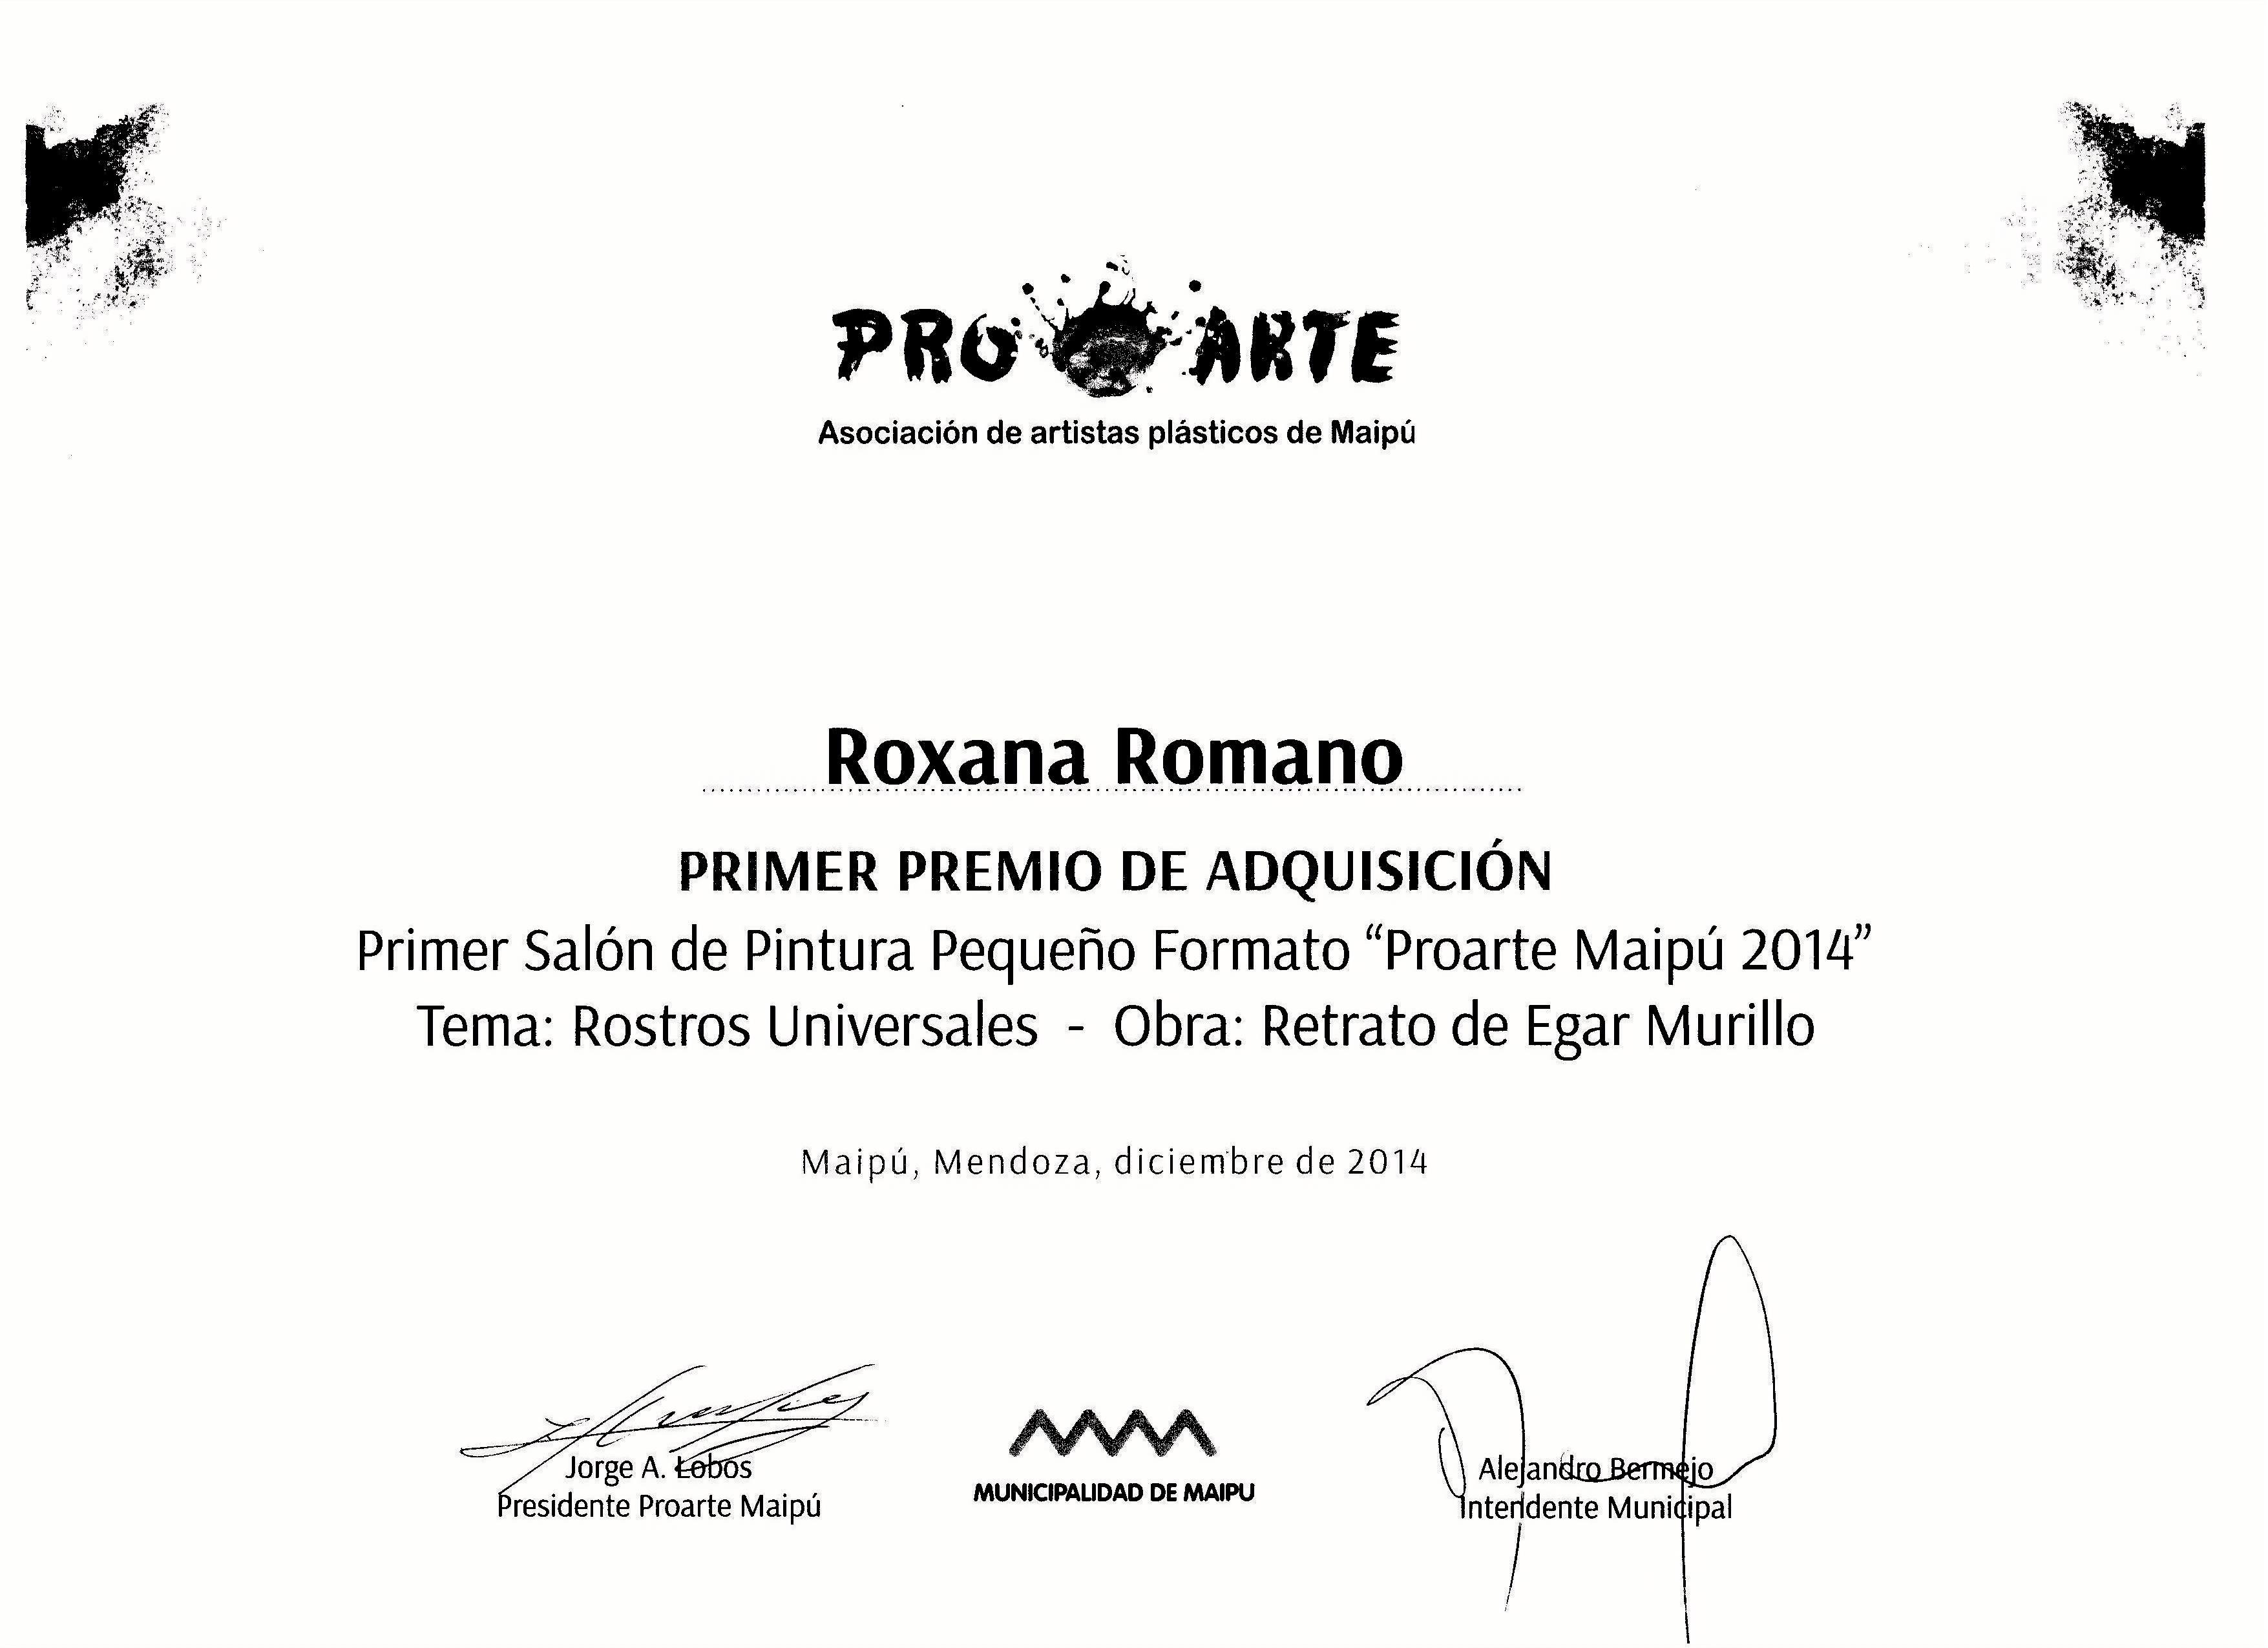 PRO ARTE
Asociación de artistas plásticos de Maipú
Roxana Romano
PRIMER PREMIO DE ADQUISICIÓN
Primer Salón de Pintura Pequeño Formato “Proarte Maipú 2014”
Tema: Rostros Universales - Obra: Retrato de Egar Murillo
Maipú, Mendoza, diciembre de 2014
Jorge A. Lobos
Presidente Proarte Maipú
MUNICIPALIDAD DE MAIPU
Alejandro Bermejo
Intendente Municipal